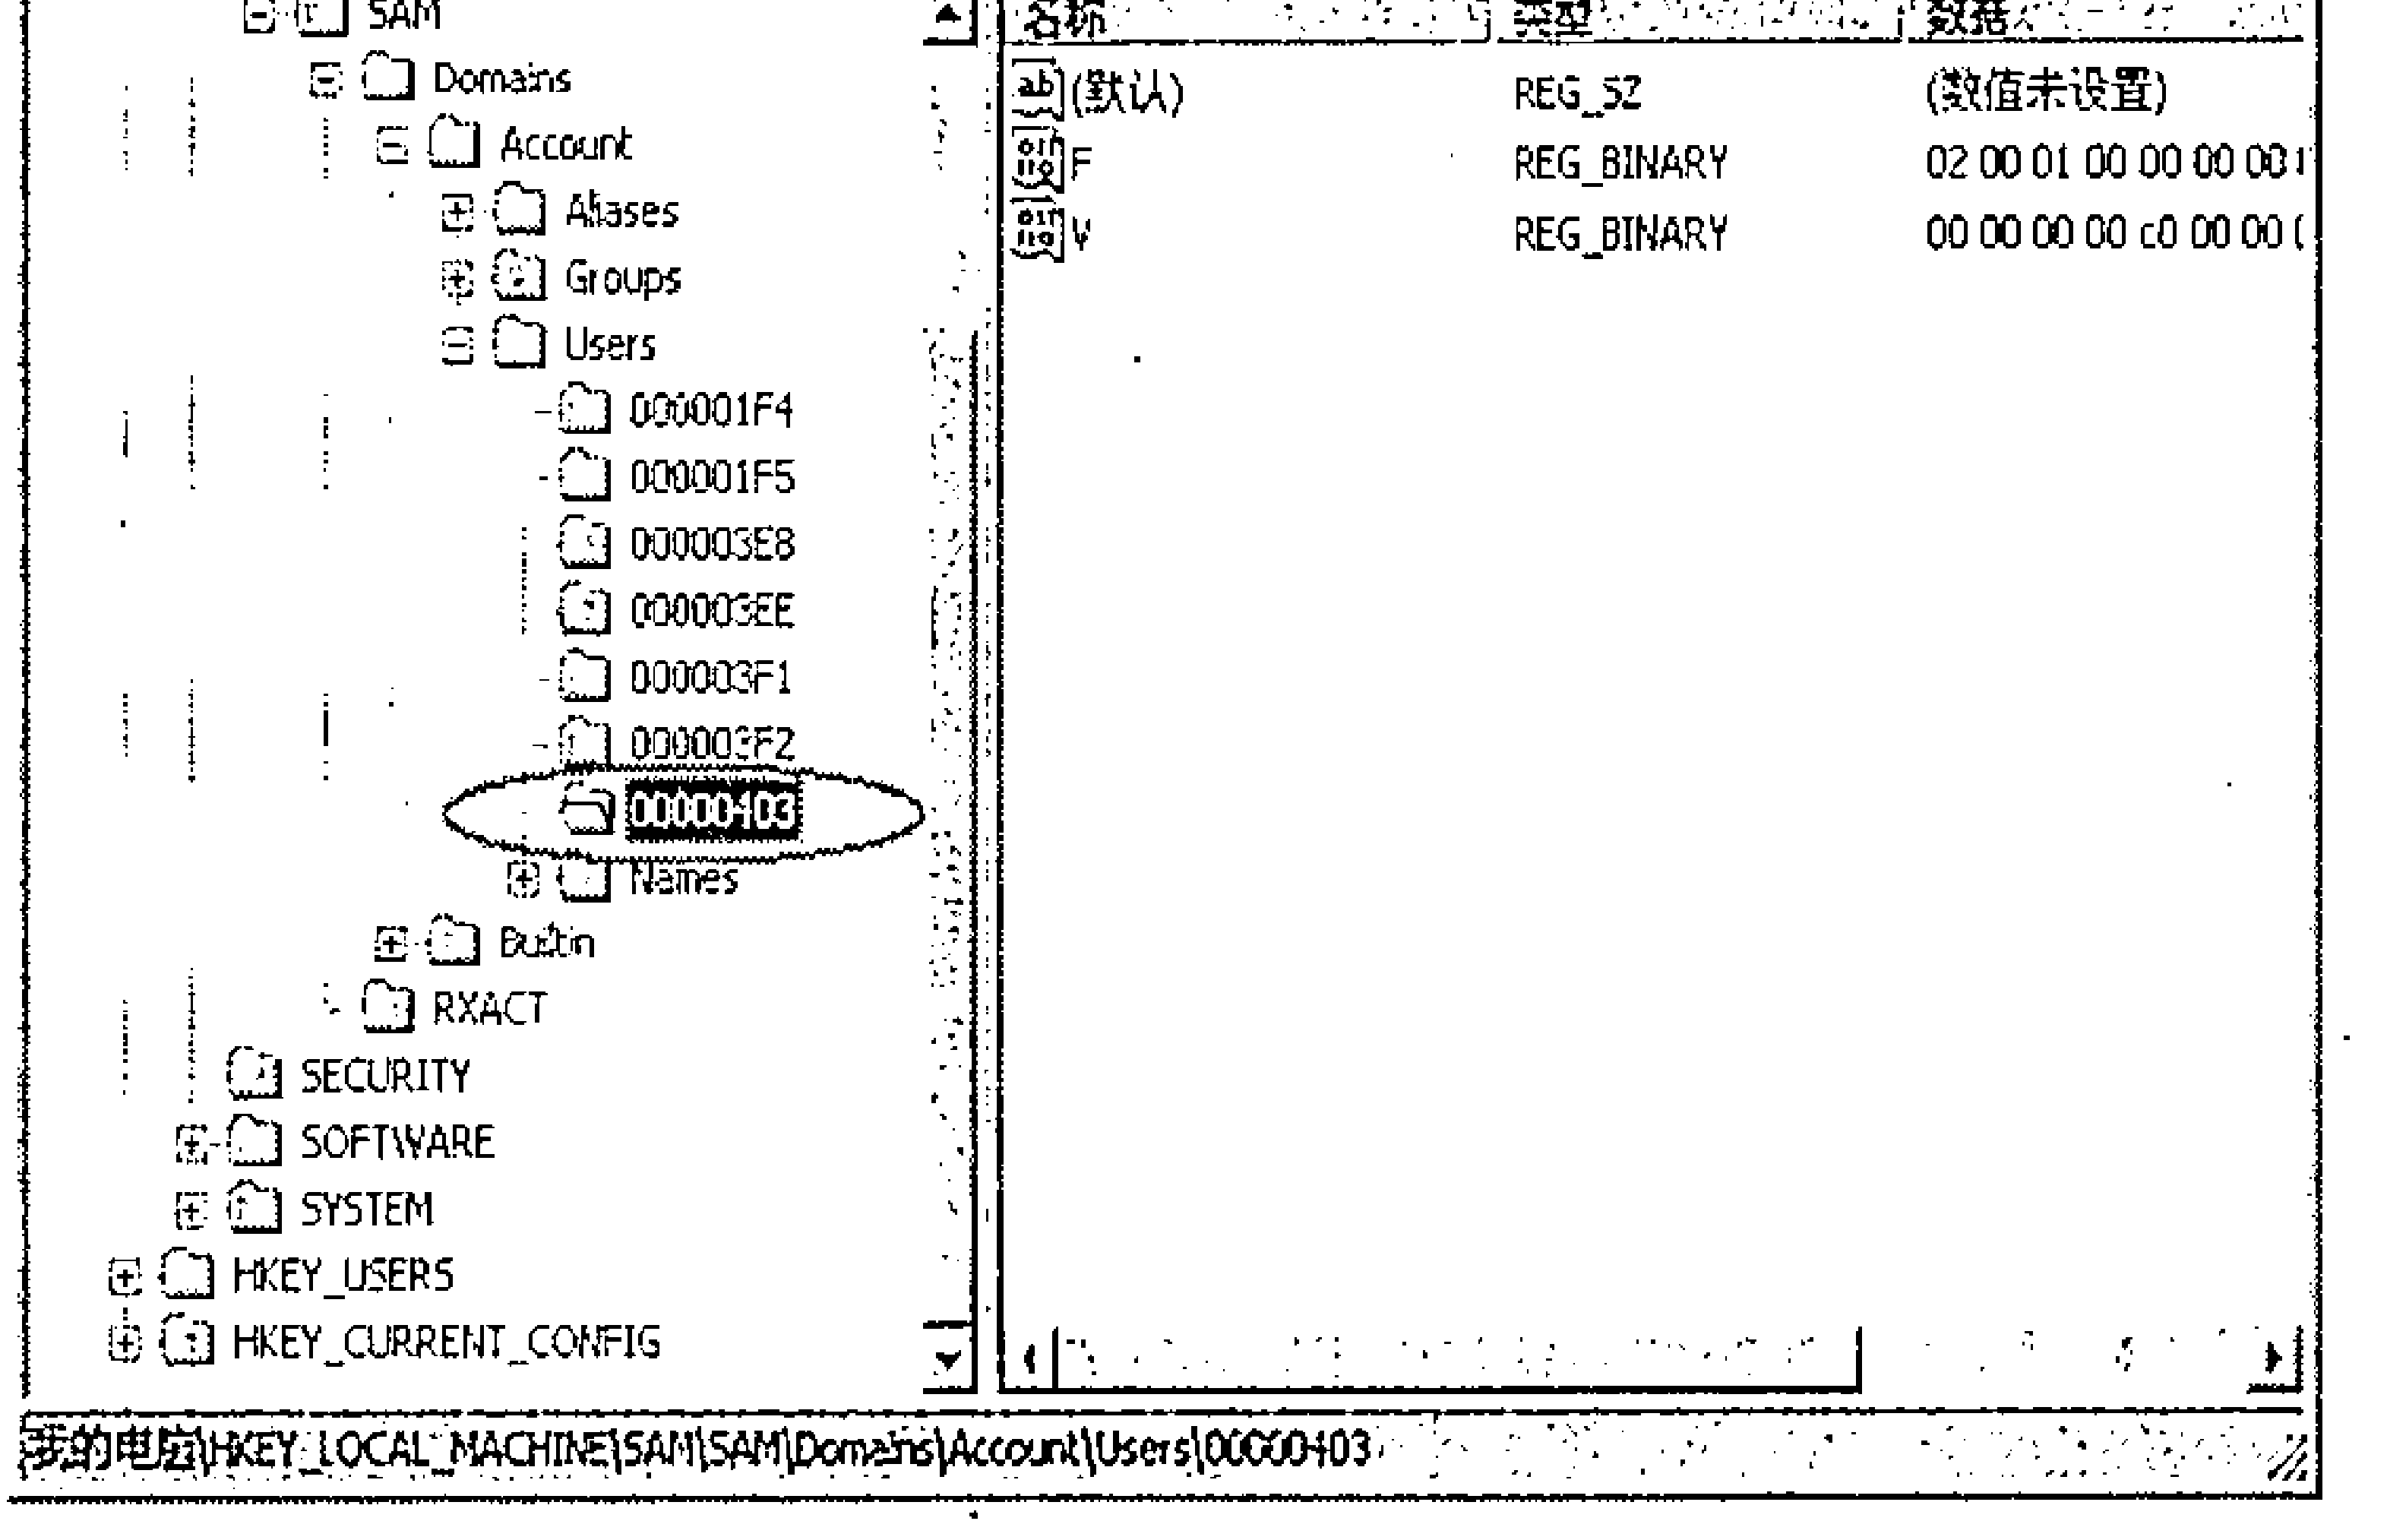 SAM
Domains
Account
Aliases
Groups
Users
000001F4
000001F5
000003E8
000003EE
000003F1
000003F2
00000403
Names
Builtin
RXACT
SECURITY
SOFTWARE
SYSTEM
HKEY_USERS
HKEY_CURRENT_CONFIG
名称 类型 数据
(默认) REG_SZ (数值未设置)
F REG_BINARY 02 00 01 00 00 00 00
V REG_BINARY 00 00 00 00 c0 00 00
我的电脑\HKEY_LOCAL_MACHINE\SAM\SAM\Domains\Account\Users\00000403